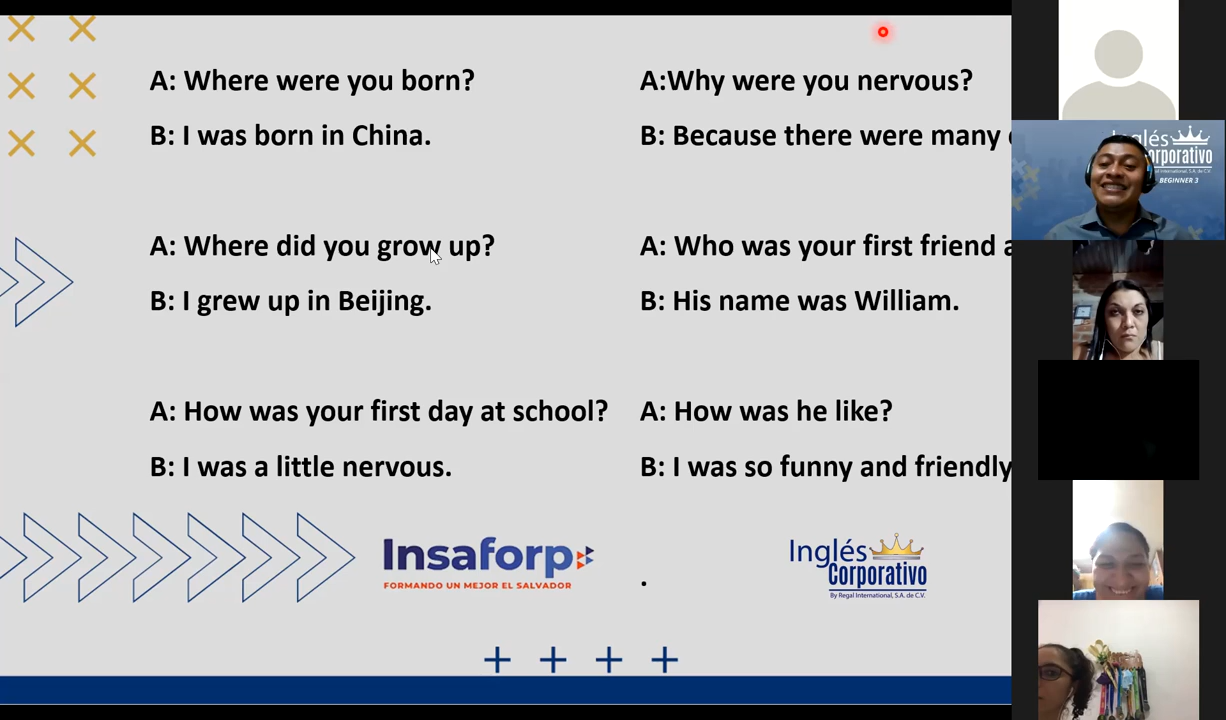 A: Where were you born?
B: I was born in China.
A: Where did you grow up?
B: I grew up in Beijing.
A: How was your first day at school?
B: I was a little nervous.
A:Why were you nervous?
B: Because there were many
A: Who was your first friend
B: His name was William.
A: How was he like?
B: I was so funny and friendly
Insaforp
FORMANDO UN MEJOR EL SALVADOR
.
Inglés
Corporativo
By Regal International, S.A. de C.V.
Inglés
Corporativo
BEGINNER 3